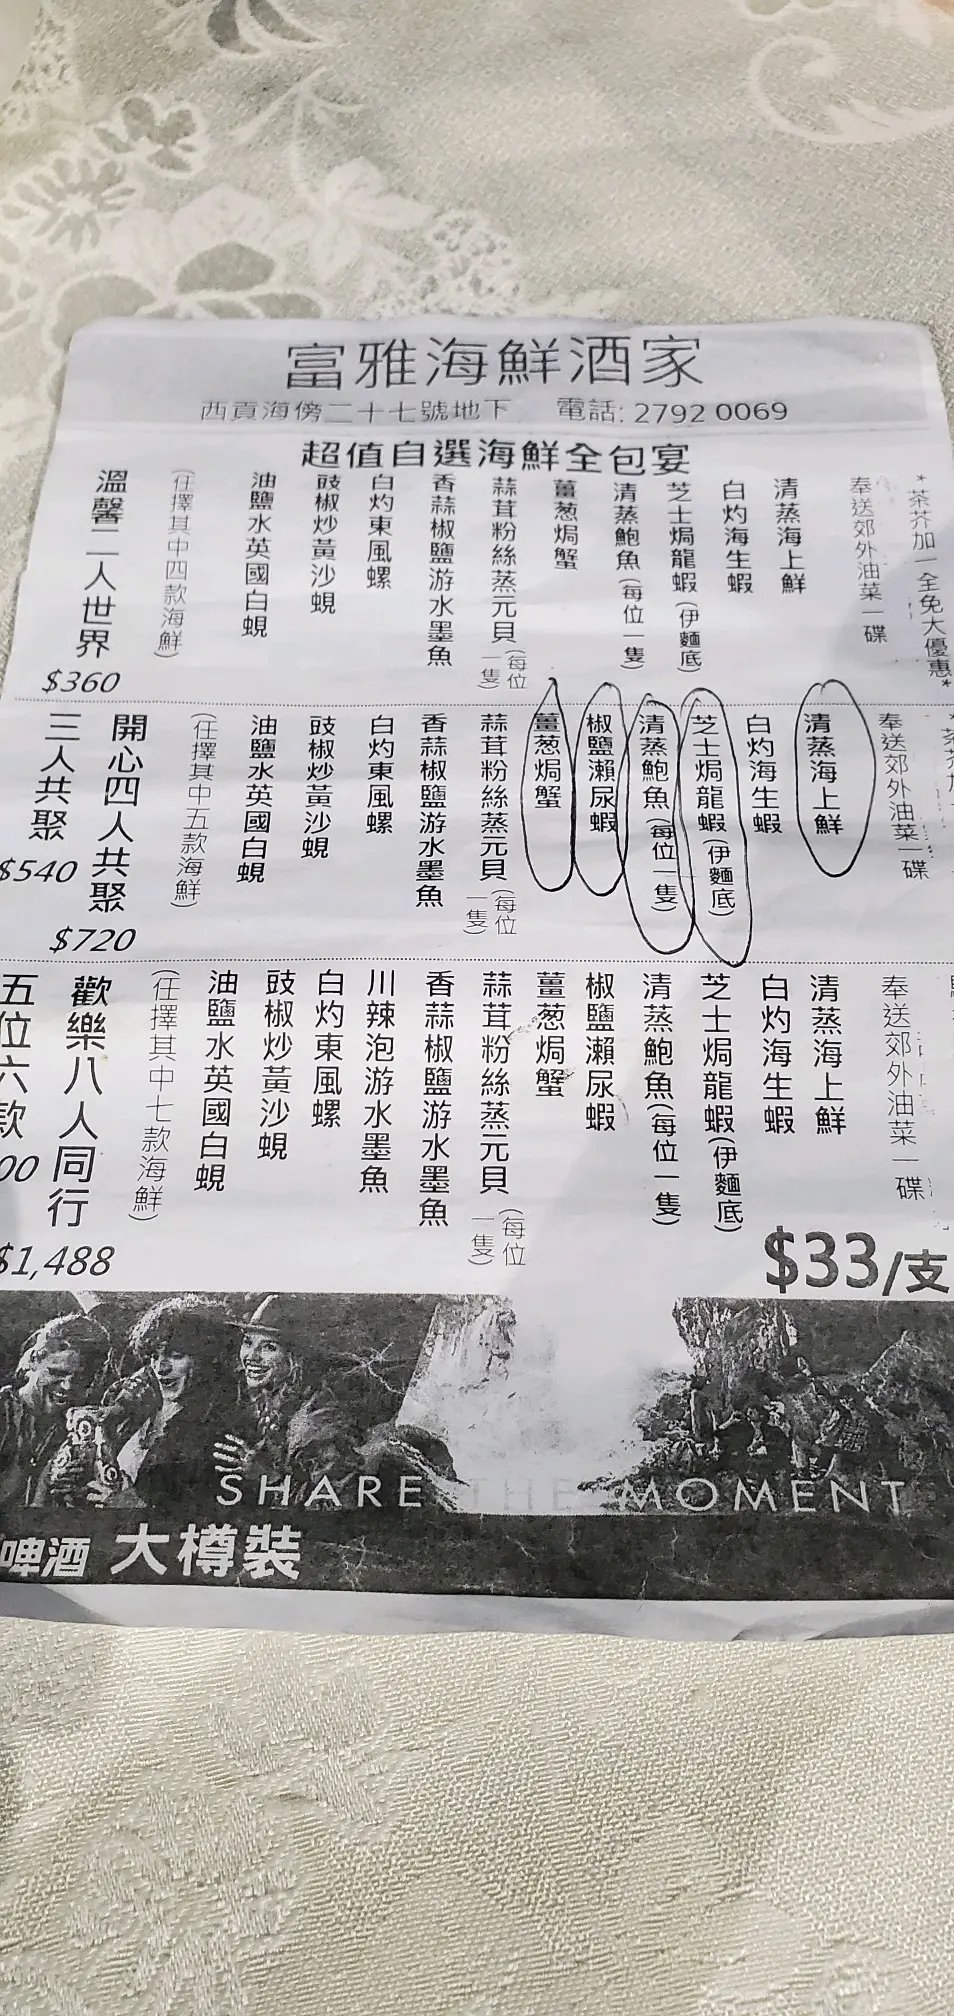 富雅海鮮酒家
西貢海傍二十七號地下 電話: 2792 0069
超值自選海鮮全包宴
*茶芥加一全免大優惠*
奉送郊外油菜一碟
清蒸海上鮮
白灼海生蝦
芝士焗龍蝦(伊麵底)
清蒸鮑魚(每位一隻)
薑葱焗蟹
蒜茸粉絲蒸元貝(每位一隻)
香蒜椒鹽游水墨魚
白灼東風螺
豉椒炒黃沙蜆
油鹽水英國白蜆
(任擇其中四款海鮮)
溫馨二人世界
$360
奉送郊外油菜一碟
清蒸海上鮮
白灼海生蝦
芝士焗龍蝦(伊麵底)
清蒸鮑魚(每位一隻)
椒鹽瀨尿蝦
薑葱焗蟹
蒜茸粉絲蒸元貝(每位一隻)
香蒜椒鹽游水墨魚
白灼東風螺
豉椒炒黃沙蜆
油鹽水英國白蜆
(任擇其中五款海鮮)
開心四人共聚
$720
三人共聚
$540
奉送郊外油菜一碟
清蒸海上鮮
白灼海生蝦
芝士焗龍蝦(伊麵底)
清蒸鮑魚(每位一隻)
椒鹽瀨尿蝦
薑葱焗蟹
蒜茸粉絲蒸元貝(每位一隻)
香蒜椒鹽游水墨魚
川辣泡游水墨魚
白灼東風螺
豉椒炒黃沙蜆
油鹽水英國白蜆
(任擇其中七款海鮮)
歡樂八人同行
$1,488
五位六款
00
$33/支
SHARE THE MOMENT
啤酒 大樽裝